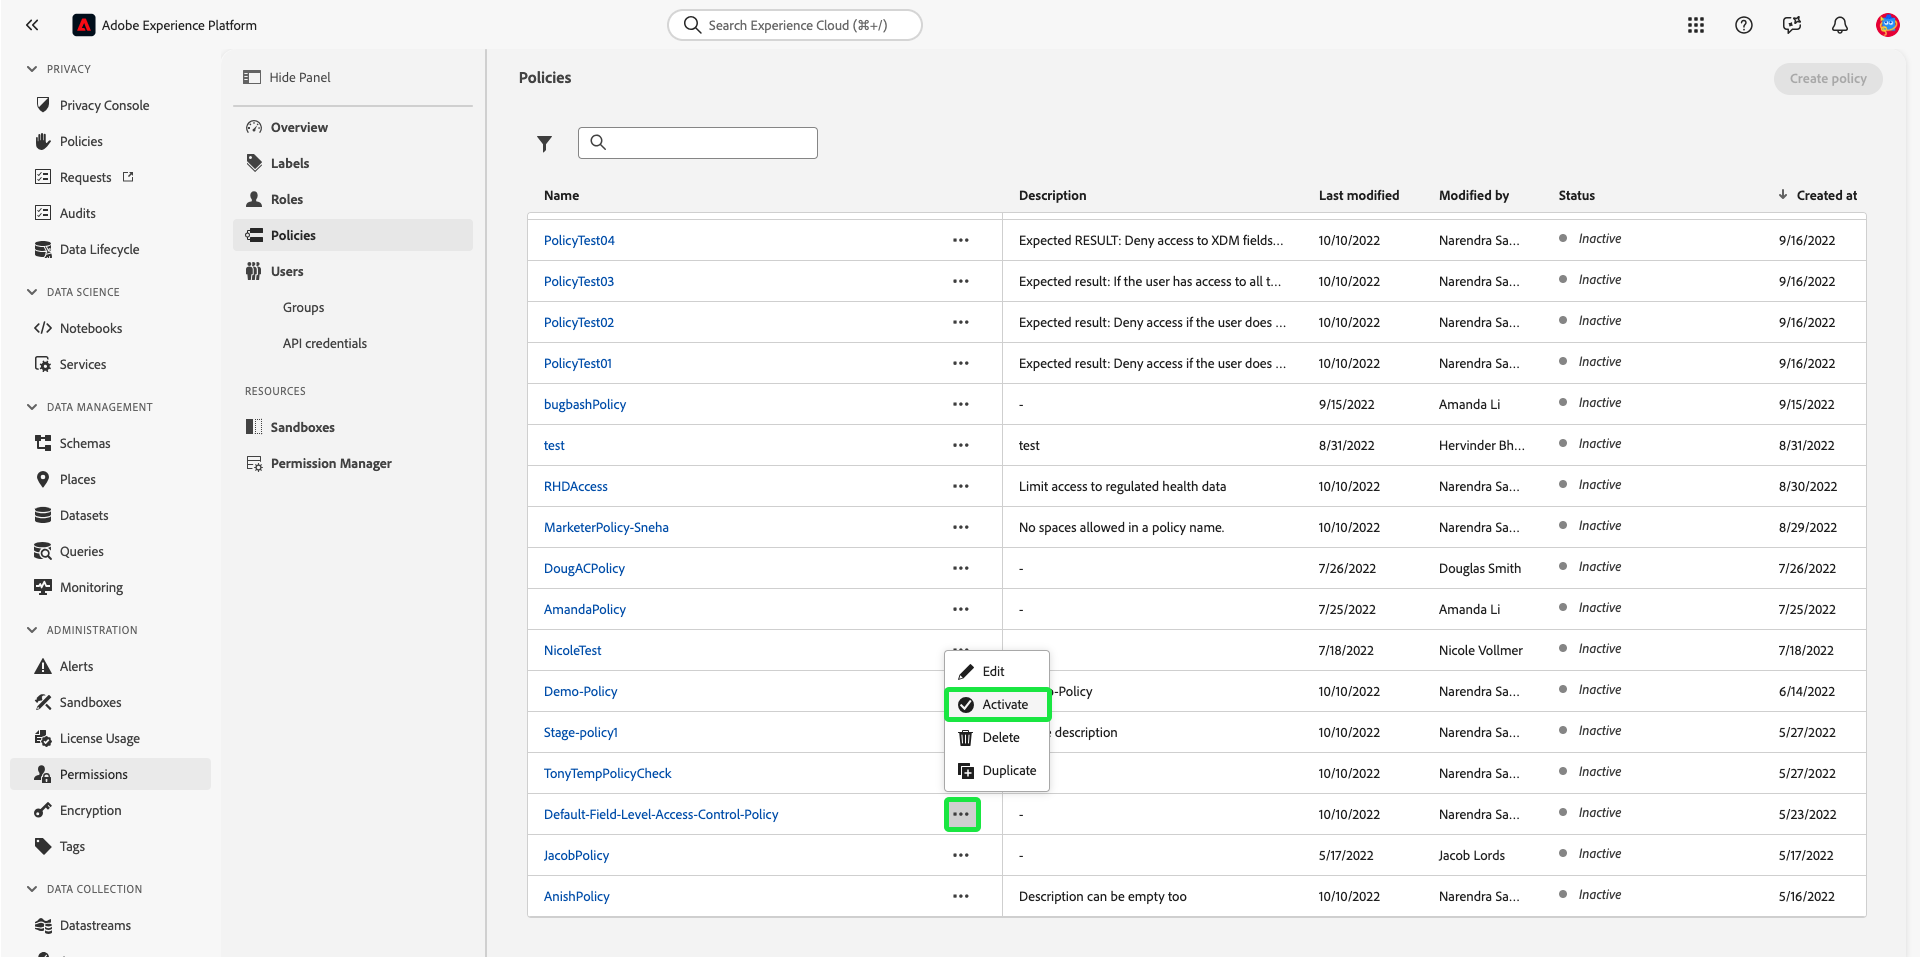 Adobe Experience Platform
Search Experience Cloud (⌘+/)
PRIVACY
Privacy Console
Policies
Requests
Audits
Data Lifecycle
DATA SCIENCE
Notebooks
Services
DATA MANAGEMENT
Schemas
Places
Datasets
Queries
Monitoring
ADMINISTRATION
Alerts
Sandboxes
License Usage
Permissions
Encryption
Tags
DATA COLLECTION
Datastreams
Hide Panel
Overview
Labels
Roles
Policies
Users
Groups
API credentials
RESOURCES
Sandboxes
Permission Manager
Policies
Create policy
Name Description Last modified Modified by Status Created at
PolicyTest04 ••• Expected RESULT: Deny access to XDM fields... 10/10/2022 Narendra Sa... Inactive 9/16/2022
PolicyTest03 ••• Expected result: If the user has access to all t... 10/10/2022 Narendra Sa... Inactive 9/16/2022
PolicyTest02 ••• Expected result: Deny access if the user does ... 10/10/2022 Narendra Sa... Inactive 9/16/2022
PolicyTest01 ••• Expected result: Deny access if the user does ... 10/10/2022 Narendra Sa... Inactive 9/16/2022
bugbashPolicy ••• - 9/15/2022 Amanda Li Inactive 9/15/2022
test ••• test 8/31/2022 Hervinder Bh... Inactive 8/31/2022
RHDAccess ••• Limit access to regulated health data 10/10/2022 Narendra Sa... Inactive 8/30/2022
MarketerPolicy-Sneha ••• No spaces allowed in a policy name. 10/10/2022 Narendra Sa... Inactive 8/29/2022
DougACPolicy ••• - 7/26/2022 Douglas Smith Inactive 7/26/2022
AmandaPolicy ••• - 7/25/2022 Amanda Li Inactive 7/25/2022
NicoleTest 7/18/2022 Nicole Vollmer Inactive 7/18/2022
Demo-Policy o-Policy 10/10/2022 Narendra Sa... Inactive 6/14/2022
Stage-policy1 e description 10/10/2022 Narendra Sa... Inactive 5/27/2022
TonyTempPolicyCheck 10/10/2022 Narendra Sa... Inactive 5/27/2022
Default-Field-Level-Access-Control-Policy ••• - 10/10/2022 Narendra Sa... Inactive 5/23/2022
JacobPolicy ••• - 5/17/2022 Jacob Lords Inactive 5/17/2022
AnishPolicy ••• Description can be empty too 10/10/2022 Narendra Sa... Inactive 5/16/2022
Edit
Activate
Delete
Duplicate